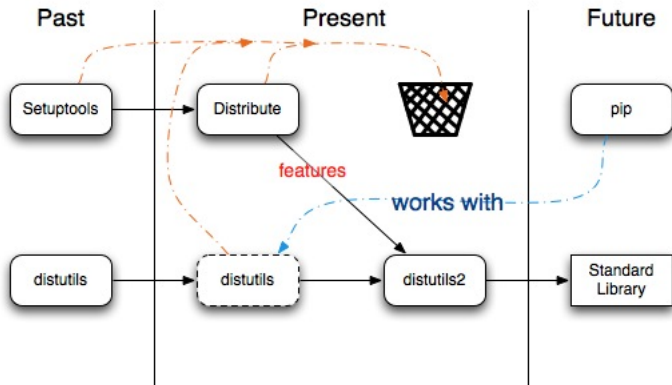 Past
Present
Future
Setuptools
Distribute
pip
features
works with
distutils
distutils
distutils2
Standard
Library